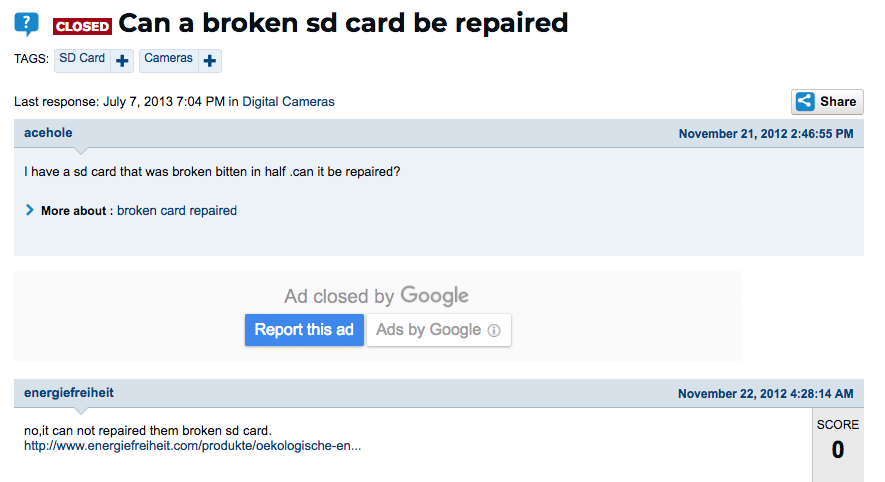 CLOSED Can a broken sd card be repaired
TAGS: SD Card + Cameras +
Last response: July 7, 2013 7:04 PM in Digital Cameras
Share
acehole November 21, 2012 2:46:55 PM
I have a sd card that was broken bitten in half .can it be repaired?
More about : broken card repaired
Ad closed by Google
Report this ad Ads by Google
energiefreiheit November 22, 2012 4:28:14 AM
no,it can not repaired them broken sd card.
http://www.energiefreiheit.com/produkte/oekologische-en...
SCORE
0